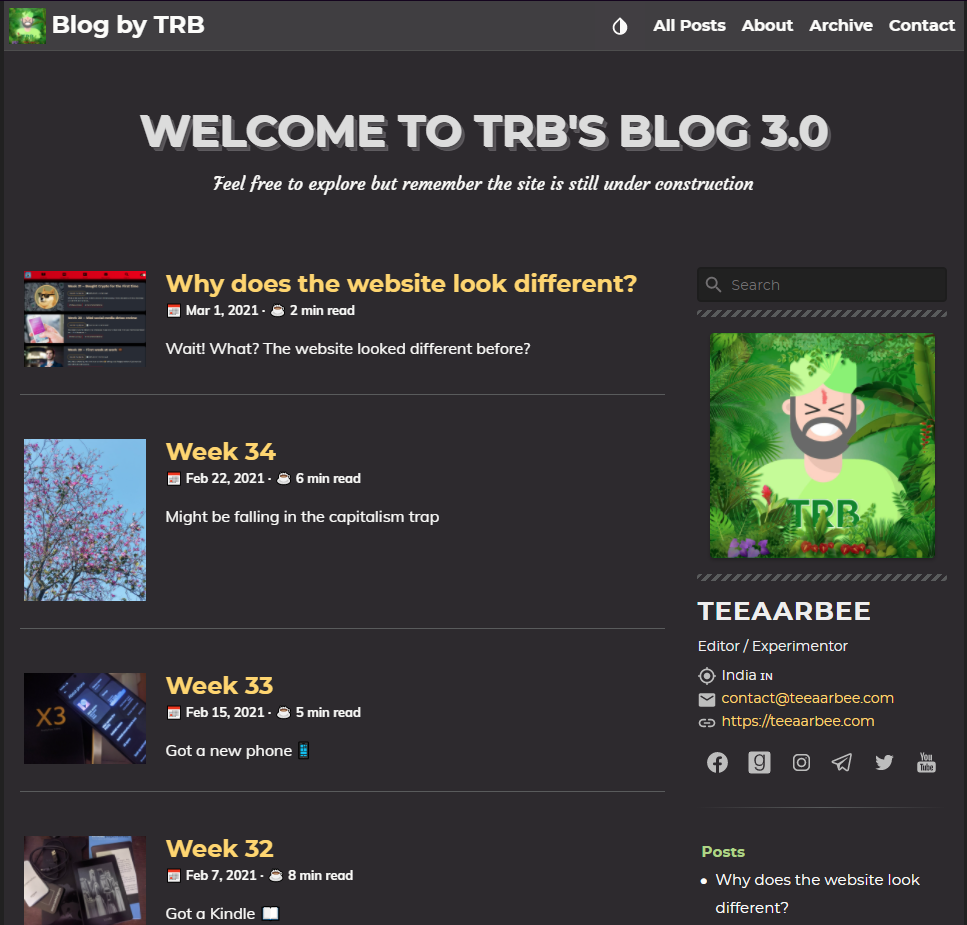 Blog by TRB
All Posts About Archive Contact
WELCOME TO TRB'S BLOG 3.0
Feel free to explore but remember the site is still under construction
Why does the website look different?
Mar 1, 2021 · ☕ 2 min read
Wait! What? The website looked different before?
Week 34
Feb 22, 2021 · ☕ 6 min read
Might be falling in the capitalism trap
Week 33
Feb 15, 2021 · ☕ 5 min read
Got a new phone 📱
X3
Week 32
Feb 7, 2021 · ☕ 8 min read
Got a Kindle 📖
Search
TRB
TEEAARBEE
Editor / Experimentor
India IN
contact@teeaarbee.com
https://teeaarbee.com
You
Tube
Posts
Why does the website look
different?